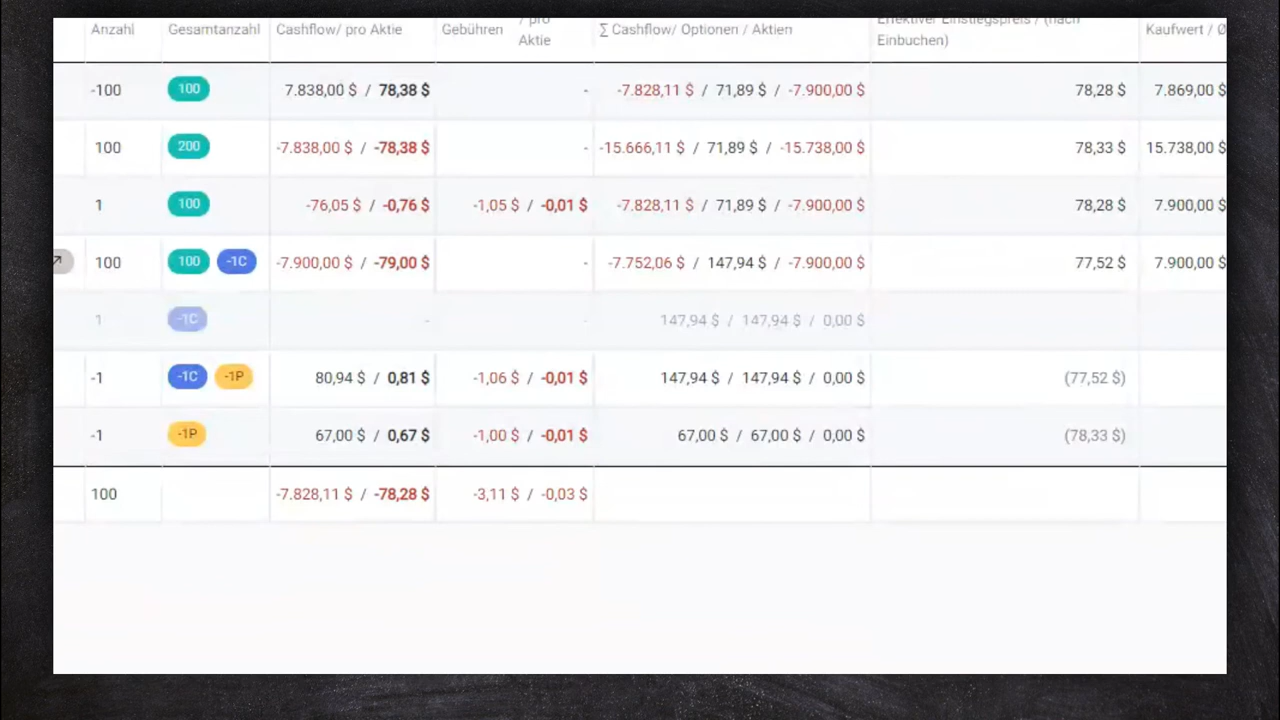 Anzahl Gesamtanzahl Cashflow/ pro Aktie Gebühren / pro Aktie ∑ Cashflow/ Optionen / Aktien Effektiver Einstiegspreis / (nach Einbuchen) Kaufwert / Ø
-100 100 7.838,00 $ / 78,38 $ - -7.828,11 $ / 71,89 $ / -7.900,00 $ 78,28 $ 7.869,00 $
100 200 -7.838,00 $ / -78,38 $ - -15.666,11 $ / 71,89 $ / -15.738,00 $ 78,33 $ 15.738,00 $
1 100 -76,05 $ / -0,76 $ -1,05 $ / -0,01 $ -7.828,11 $ / 71,89 $ / -7.900,00 $ 78,28 $ 7.900,00 $
100 100 -1C -7.900,00 $ / -79,00 $ - -7.752,06 $ / 147,94 $ / -7.900,00 $ 77,52 $ 7.900,00 $
1 -1C - - 147,94 $ / 147,94 $ / 0,00 $
-1 -1C -1P 80,94 $ / 0,81 $ -1,06 $ / -0,01 $ 147,94 $ / 147,94 $ / 0,00 $ (77,52 $)
-1 -1P 67,00 $ / 0,67 $ -1,00 $ / -0,01 $ 67,00 $ / 67,00 $ / 0,00 $ (78,33 $)
100 -7.828,11 $ / -78,28 $ -3,11 $ / -0,03 $